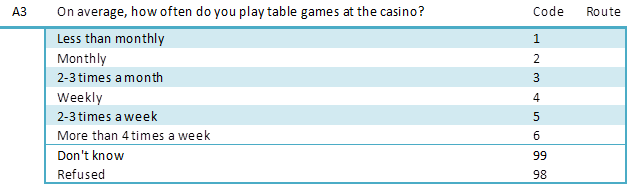 A3 On average, how often do you play table games at the casino? Code Route
Less than monthly 1
Monthly 2
2-3 times a month 3
Weekly 4
2-3 times a week 5
More than 4 times a week 6
Don't know 99
Refused 98